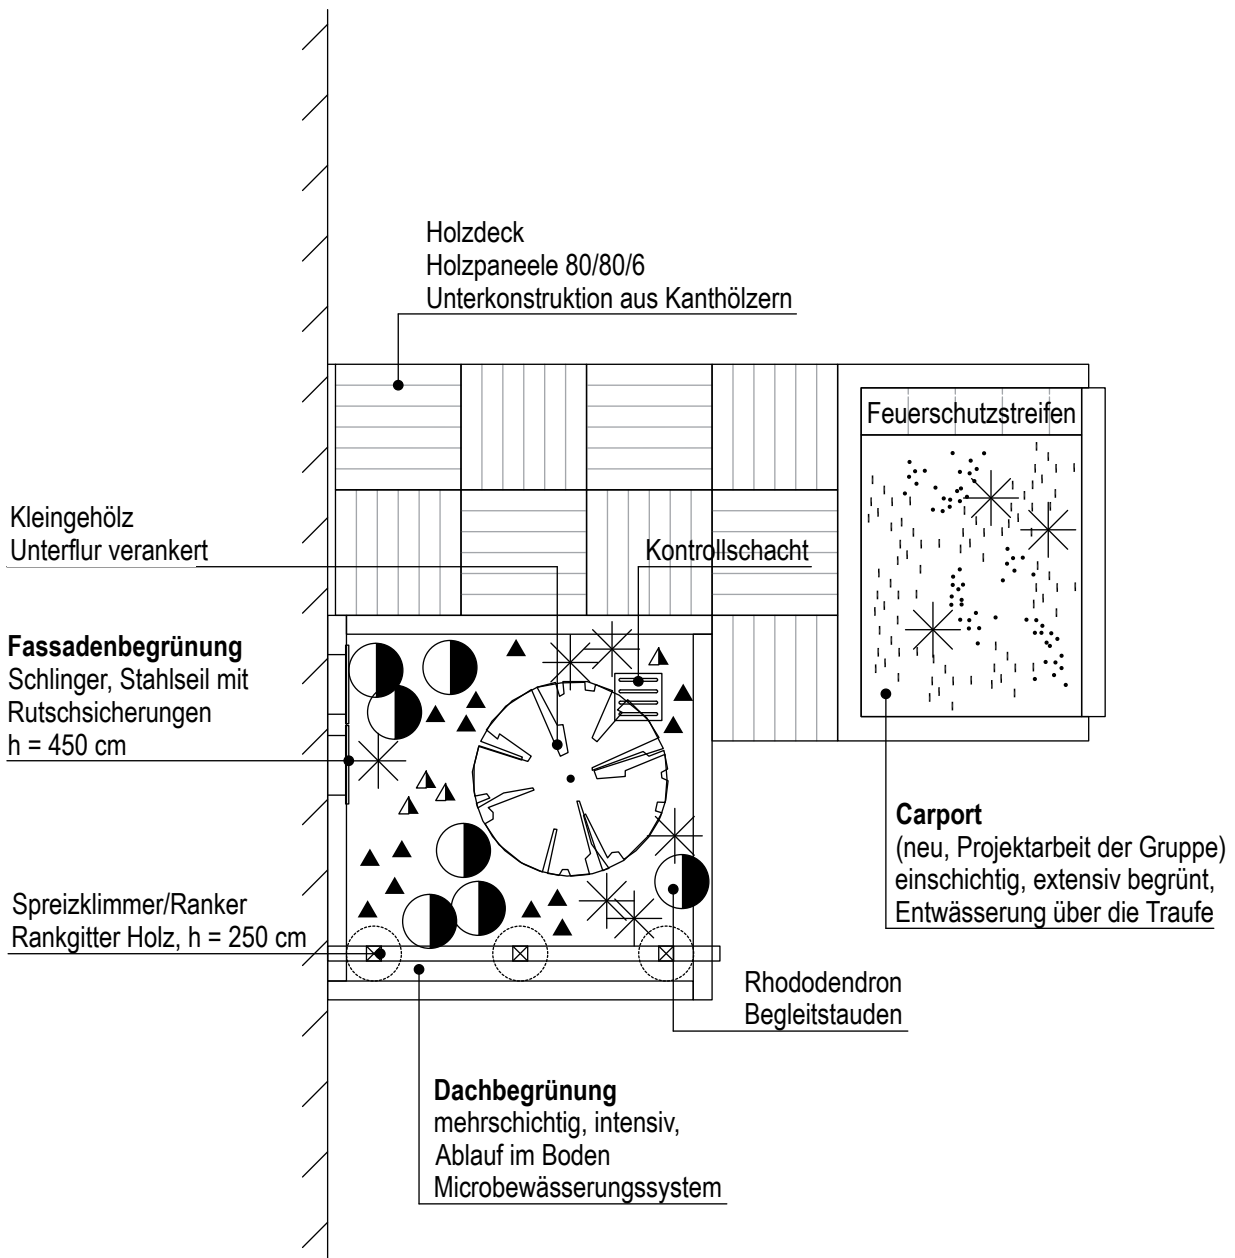 Holzdeck
Holzpaneele 80/80/6
Unterkonstruktion aus Kanthölzern
Feuerschutzstreifen
Kleingehölz
Unterflur verankert
Kontrollschacht
Fassadenbegrünung
Schlinger, Stahlseil mit
Rutschsicherungen
h = 450 cm
Carport
(neu, Projektarbeit der Gruppe)
einschichtig, extensiv begrünt,
Entwässerung über die Traufe
Spreizklimmer/Ranker
Rankgitter Holz, h = 250 cm
Rhododendron
Begleitstauden
Dachbegrünung
mehrschichtig, intensiv,
Ablauf im Boden
Microbewässerungssystem